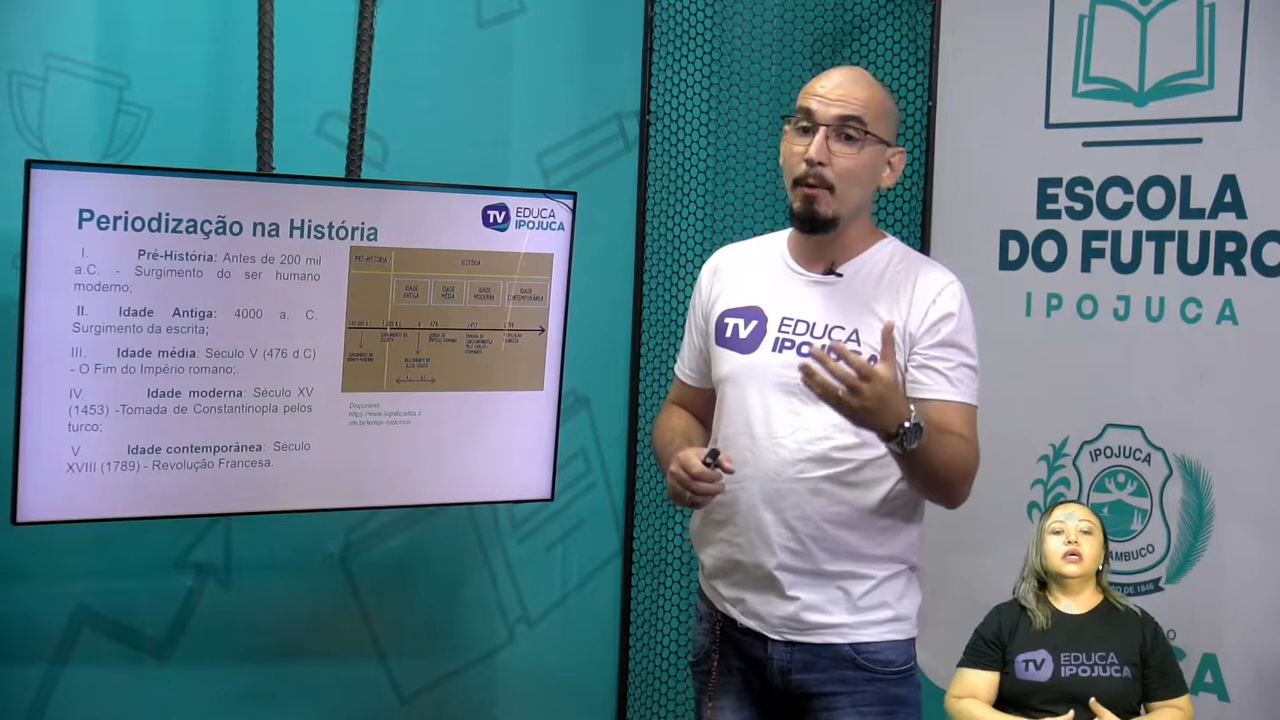 Periodização na História
TV EDUCA
IPOJUCA
I. Pré-História: Antes de 200 mil
a.C. - Surgimento do ser humano
moderno;
II. Idade Antiga: 4000 a. C.
Surgimento da escrita;
III. Idade média: Século V (476 d C)
- O Fim do Império romano;
IV. Idade moderna: Século XV
(1453) -Tomada de Constantinopla pelos
turco;
V Idade contemporânea: Século
XVIII (1789) - Revolução Francesa.
PRÉ-HISTÓRIA HISTÓRIA
IDADE ANTIGA
IDADE MÉDIA
IDADE MODERNA
IDADE CONTEMPORÂNEA
Disponível:
TV EDUCA
IPOJUCA
ESCOLA
DO FUTURO
IPOJUCA
IPOJUCA
TV EDUCA
IPOJUCA